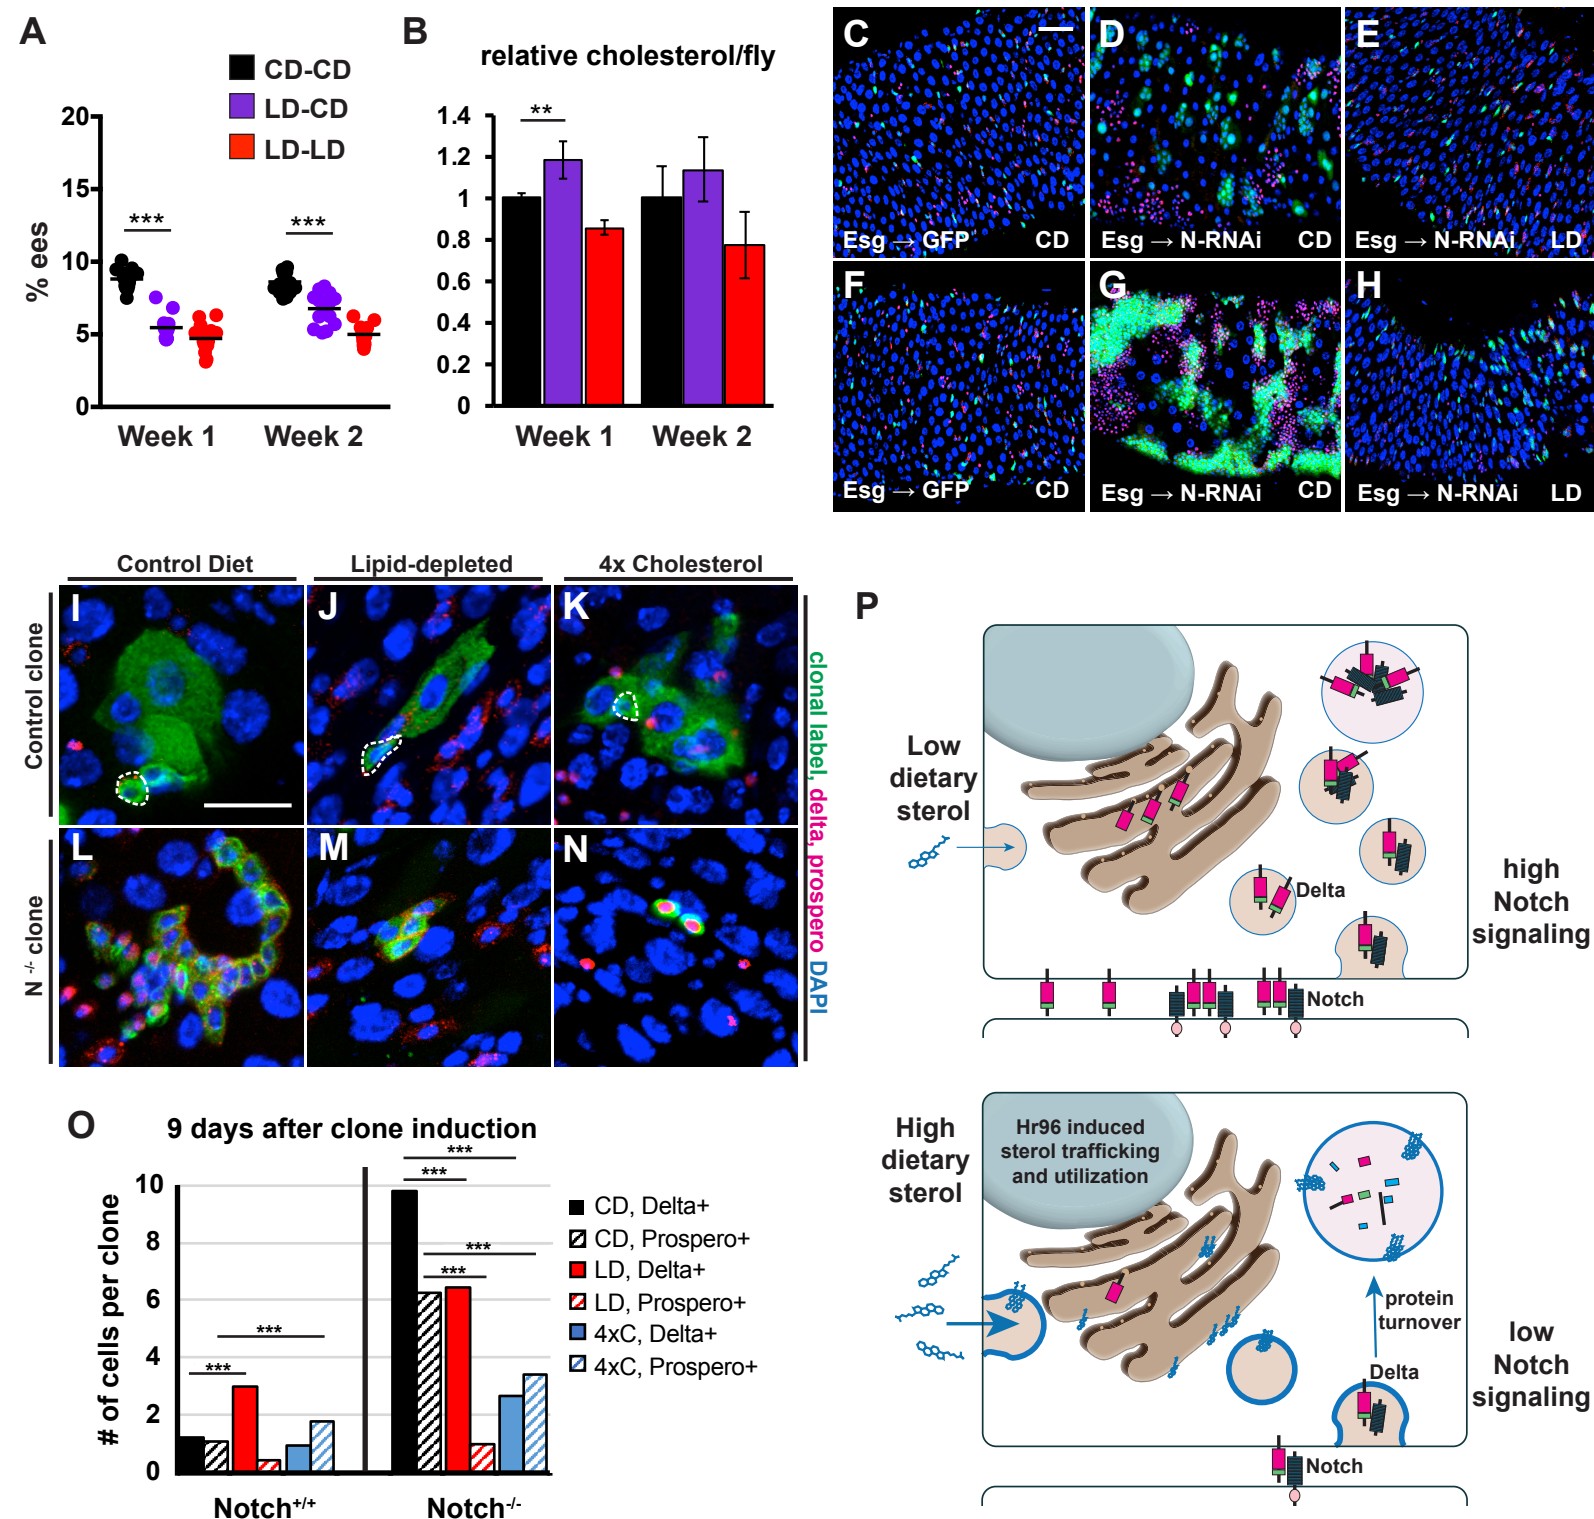 A
CD-CD
LD-CD
LD-LD
20
15
10
5
0
% ees
***
***
Week 1
Week 2
B
relative cholesterol/fly
1.4
1.2
1
0.8
0.6
0.4
0.2
0
**
Week 1
Week 2
C
Esg → GFP CD
D
Esg → N-RNAi CD
E
Esg → N-RNAi LD
F
Esg → GFP CD
G
Esg → N-RNAi CD
H
Esg → N-RNAi LD
Control Diet
Lipid-depleted
4x Cholesterol
Control clone
N -/- clone
I
J
K
L
M
N
clonal label, delta, prospero DAPI
O
9 days after clone induction
# of cells per clone
10
8
6
4
2
0
***
***
***
***
***
***
Notch+/+
Notch-/-
CD, Delta+
CD, Prospero+
LD, Delta+
LD, Prospero+
4xC, Delta+
4xC, Prospero+
P
Low
dietary
sterol
Delta
Notch
high
Notch
signaling
High
dietary
sterol
Hr96 induced
sterol trafficking
and utilization
protein
turnover
Delta
Notch
low
Notch
signaling